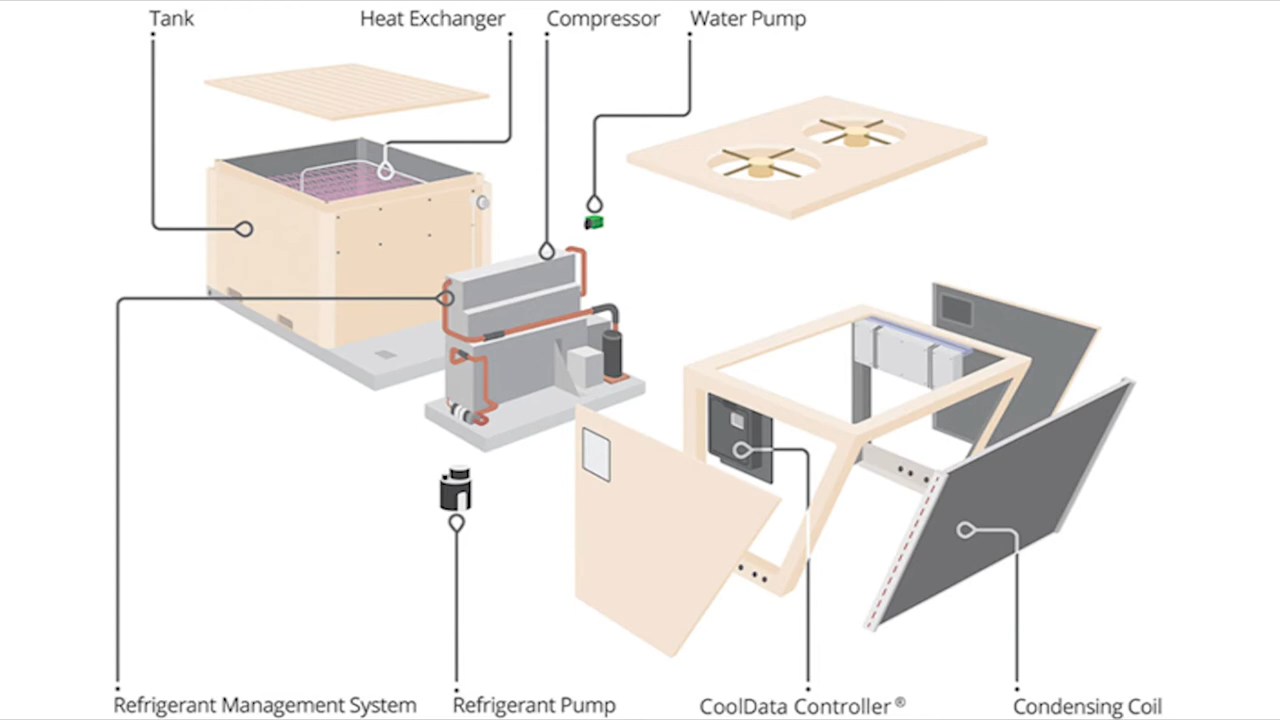 Tank
Heat Exchanger
Compressor
Water Pump
Refrigerant Management System
Refrigerant Pump
CoolData Controller®
Condensing Coil